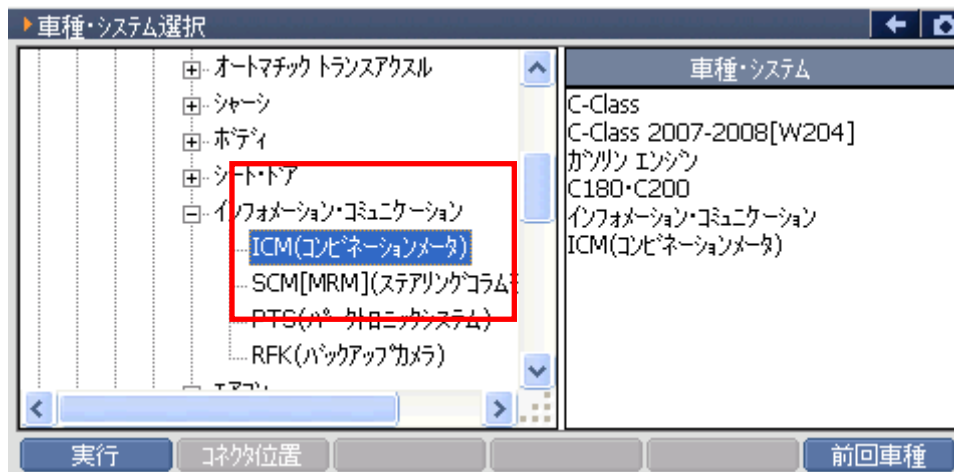 車種・システム選択
オートマチック トランスアクスル
シャーシ
ボディ
シート・ドア
インフォメーション・コミュニケーション
ICM(コンビネーションメータ)
SCM[MRM](ステアリングコラムモ
PTS(パークトロニックシステム)
RFK(バックアップカメラ)
エアコン
車種・システム
C-Class
C-Class 2007-2008[W204]
ガソリン エンジン
C180・C200
インフォメーション・コミュニケーション
ICM(コンビネーションメータ)
実行
コネクタ位置
前回車種